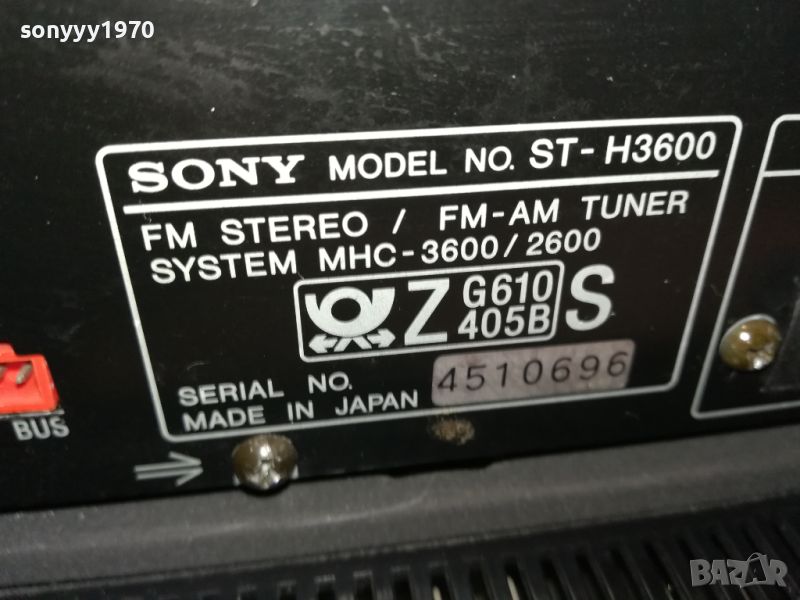 sonyyy1970
SONY MODEL NO. ST-H3600
FM STEREO / FM-AM TUNER
SYSTEM MHC-3600/2600
Z G610 405B S
SERIAL NO. 4510696
MADE IN JAPAN
BUS
BAZAR